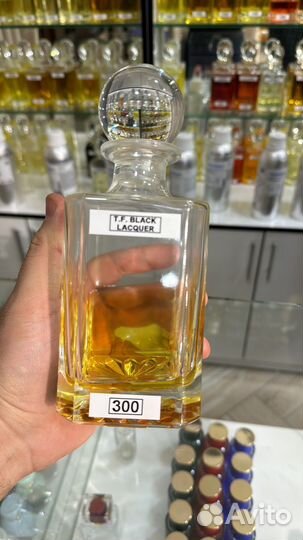 T.F. BLACK
LACQUER
300
Avito